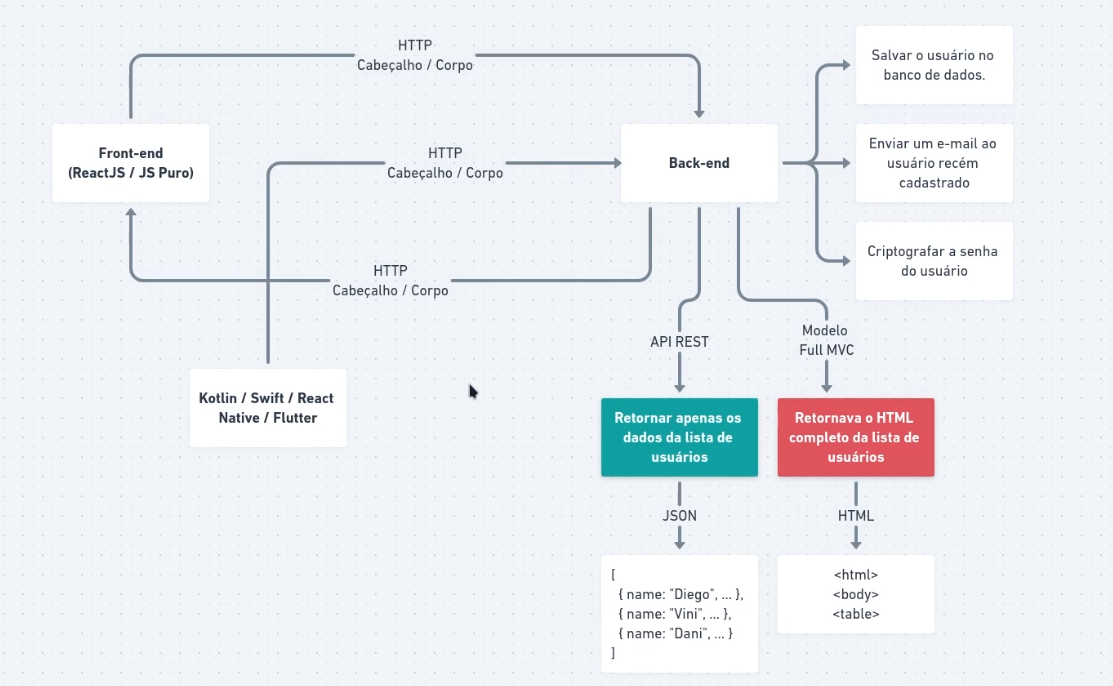 HTTP
Cabeçalho / Corpo
Salvar o usuário no
banco de dados.
Front-end
(ReactJS / JS Puro)
HTTP
Cabeçalho / Corpo
Back-end
Enviar um e-mail ao
usuário recém
cadastrado
Criptografar a senha
do usuário
HTTP
Cabeçalho / Corpo
API REST
Modelo
Full MVC
Kotlin / Swift / React
Native / Flutter
Retornar apenas os
dados da lista de
usuários
Retornava o HTML
completo da lista de
usuários
JSON
HTML
[
{ name: "Diego", ... },
{ name: "Vini", ... },
{ name: "Dani", ... }
]
<html>
<body>
<table>